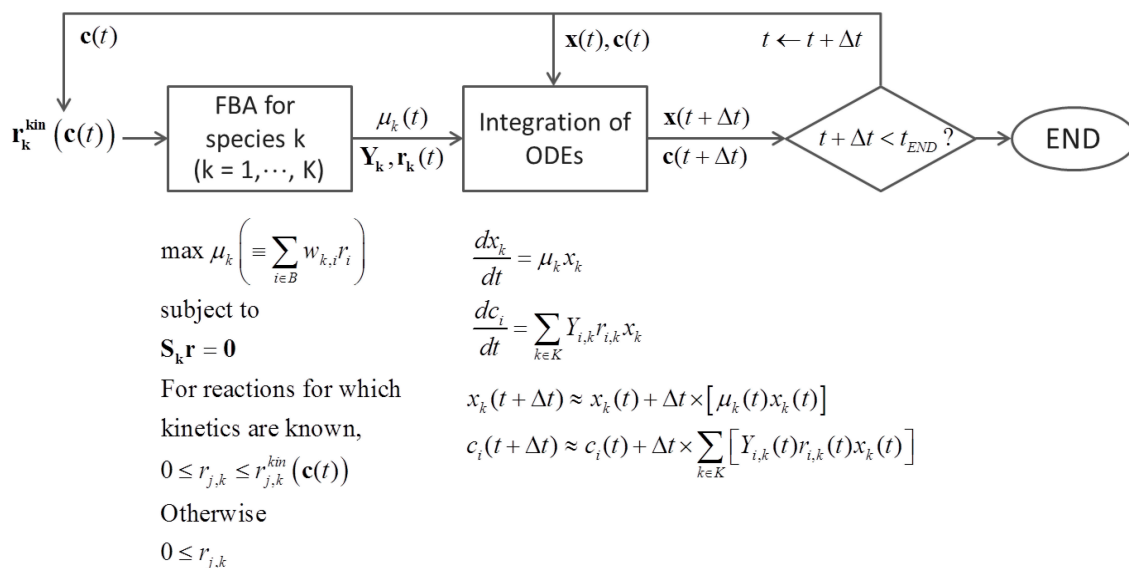 c(t)
x(t), c(t)
t ← t + Δt
r_k^kin (c(t))
FBA for
species k
(k = 1,⋯, K)
μ_k(t)
Y_k, r_k(t)
Integration of
ODEs
x(t + Δt)
c(t + Δt)
t + Δt < t_END ?
END
max μ_k ( ≡ ∑_{i∈B} w_{k,i} r_i )
subject to
S_k r = 0
For reactions for which
kinetics are known,
0 ≤ r_{j,k} ≤ r_{j,k}^{kin} (c(t))
Otherwise
0 ≤ r_{j,k}
dx_k/dt = μ_k x_k
dc_i/dt = ∑_{k∈K} Y_{i,k} r_{i,k} x_k
x_k(t + Δt) ≈ x_k(t) + Δt × [μ_k(t)x_k(t)]
c_i(t + Δt) ≈ c_i(t) + Δt × ∑_{k∈K} [Y_{i,k}(t)r_{i,k}(t)x_k(t)]